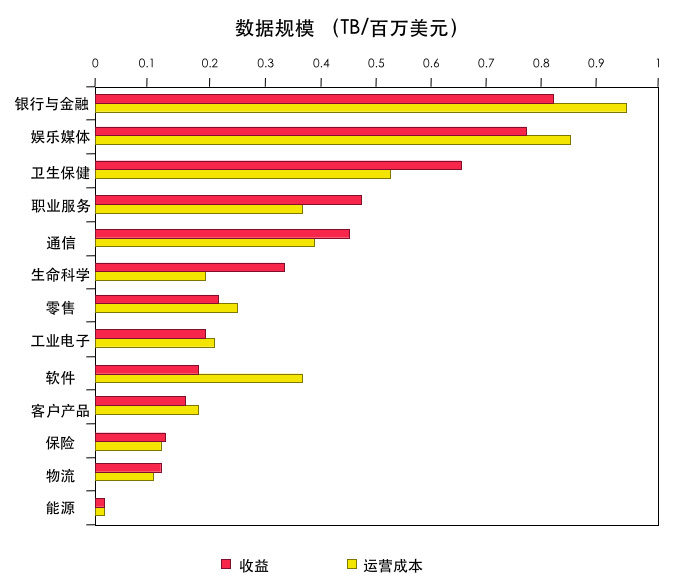 数据规模 （TB/百万美元）
0 0.1 0.2 0.3 0.4 0.5 0.6 0.7 0.8 0.9 1
银行与金融
娱乐媒体
卫生保健
职业服务
通信
生命科学
零售
工业电子
软件
客户产品
保险
物流
能源
收益 运营成本